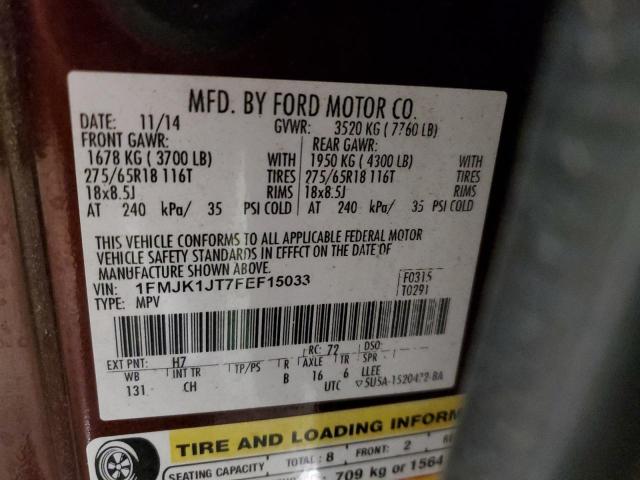 MFD. BY FORD MOTOR CO.
DATE: 11/14 GVWR: 3520 KG ( 7760 LB)
FRONT GAWR: REAR GAWR:
1678 KG ( 3700 LB) WITH 1950 KG ( 4300 LB) WITH
275/65R18 116T TIRES 275/65R18 116T TIRES
18x8.5J RIMS 18x8.5J RIMS
AT 240 kPa/ 35 PSI COLD AT 240 kPa/ 35 PSI COLD
THIS VEHICLE CONFORMS TO ALL APPLICABLE FEDERAL MOTOR
VEHICLE SAFETY STANDARDS IN EFFECT ON THE DATE OF
MANUFACTURE SHOWN ABOVE.
VIN: 1FMJK1JT7FEF15033 F0315
TYPE: MPV T0291
EXT PNT: H7 RC: 72 DSO:
WB INT TR TP/PS R AXLE TR SPR
131 CH B 16 6 LLEE
UTC 5U5A-1520472-BA
TIRE AND LOADING INFORM
SEATING CAPACITY TOTAL: 8 FRONT: 2
709 kg or 1564